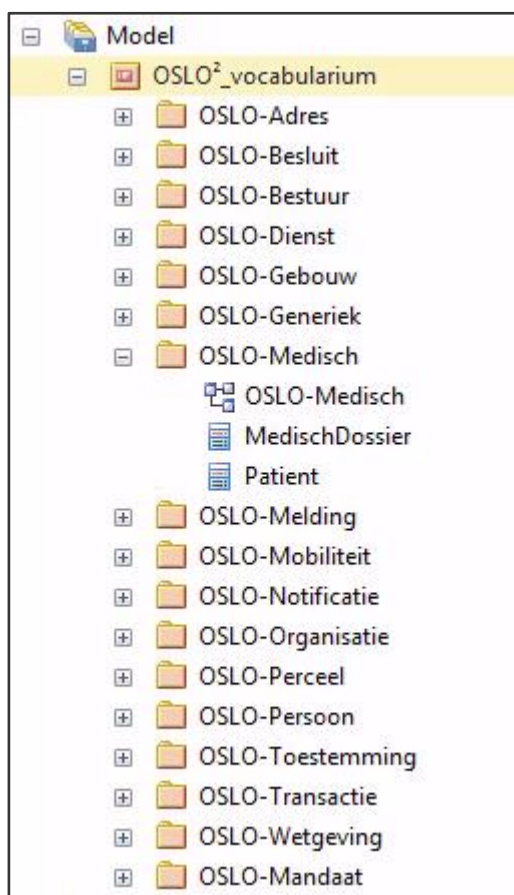 Model
OSLO²_vocabularium
OSLO-Adres
OSLO-Besluit
OSLO-Bestuur
OSLO-Dienst
OSLO-Gebouw
OSLO-Generiek
OSLO-Medisch
OSLO-Medisch
MedischDossier
Patient
OSLO-Melding
OSLO-Mobiliteit
OSLO-Notificatie
OSLO-Organisatie
OSLO-Perceel
OSLO-Persoon
OSLO-Toestemming
OSLO-Transactie
OSLO-Wetgeving
OSLO-Mandaat